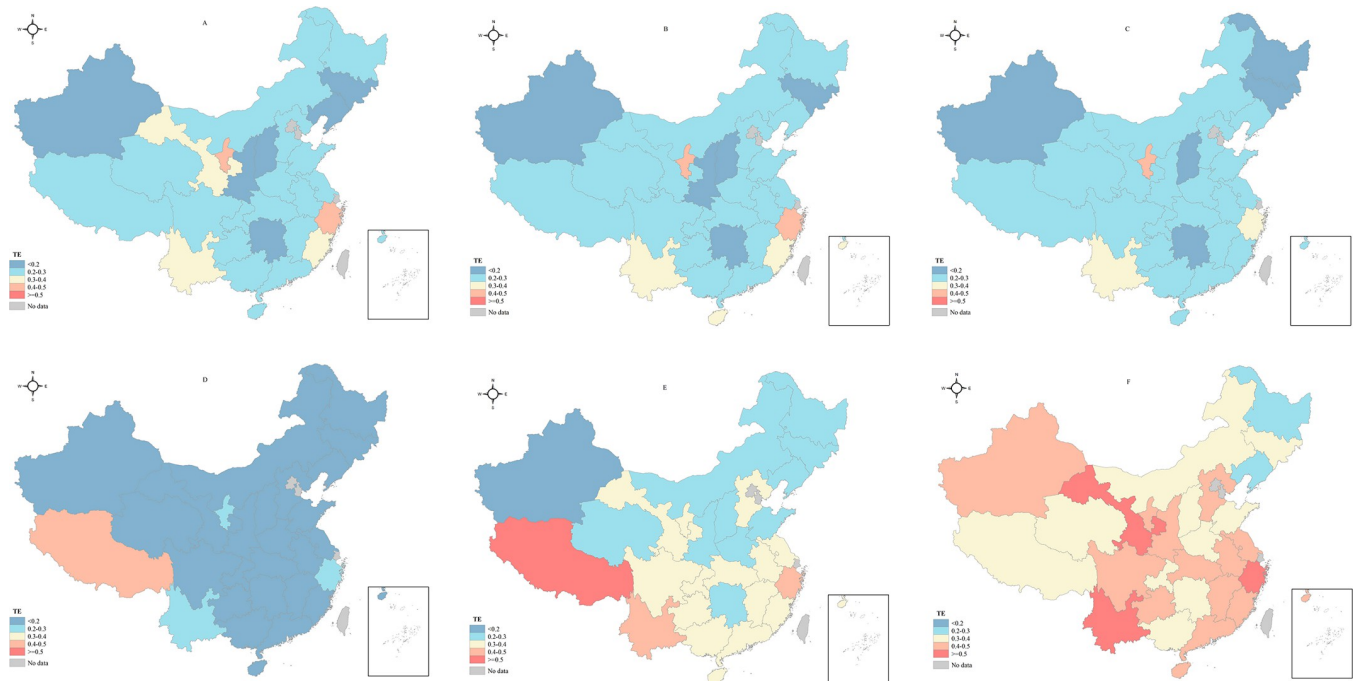 N
W E
S
A
TE
<0.2
0.2-0.3
0.3-0.4
0.4-0.5
>=0.5
No data
N
W E
S
B
TE
<0.2
0.2-0.3
0.3-0.4
0.4-0.5
>=0.5
No data
N
W E
S
C
TE
<0.2
0.2-0.3
0.3-0.4
0.4-0.5
>=0.5
No data
N
W E
S
D
TE
<0.2
0.2-0.3
0.3-0.4
0.4-0.5
>=0.5
No data
N
W E
S
E
TE
<0.2
0.2-0.3
0.3-0.4
0.4-0.5
>=0.5
No data
N
W E
S
F
TE
<0.2
0.2-0.3
0.3-0.4
0.4-0.5
>=0.5
No data